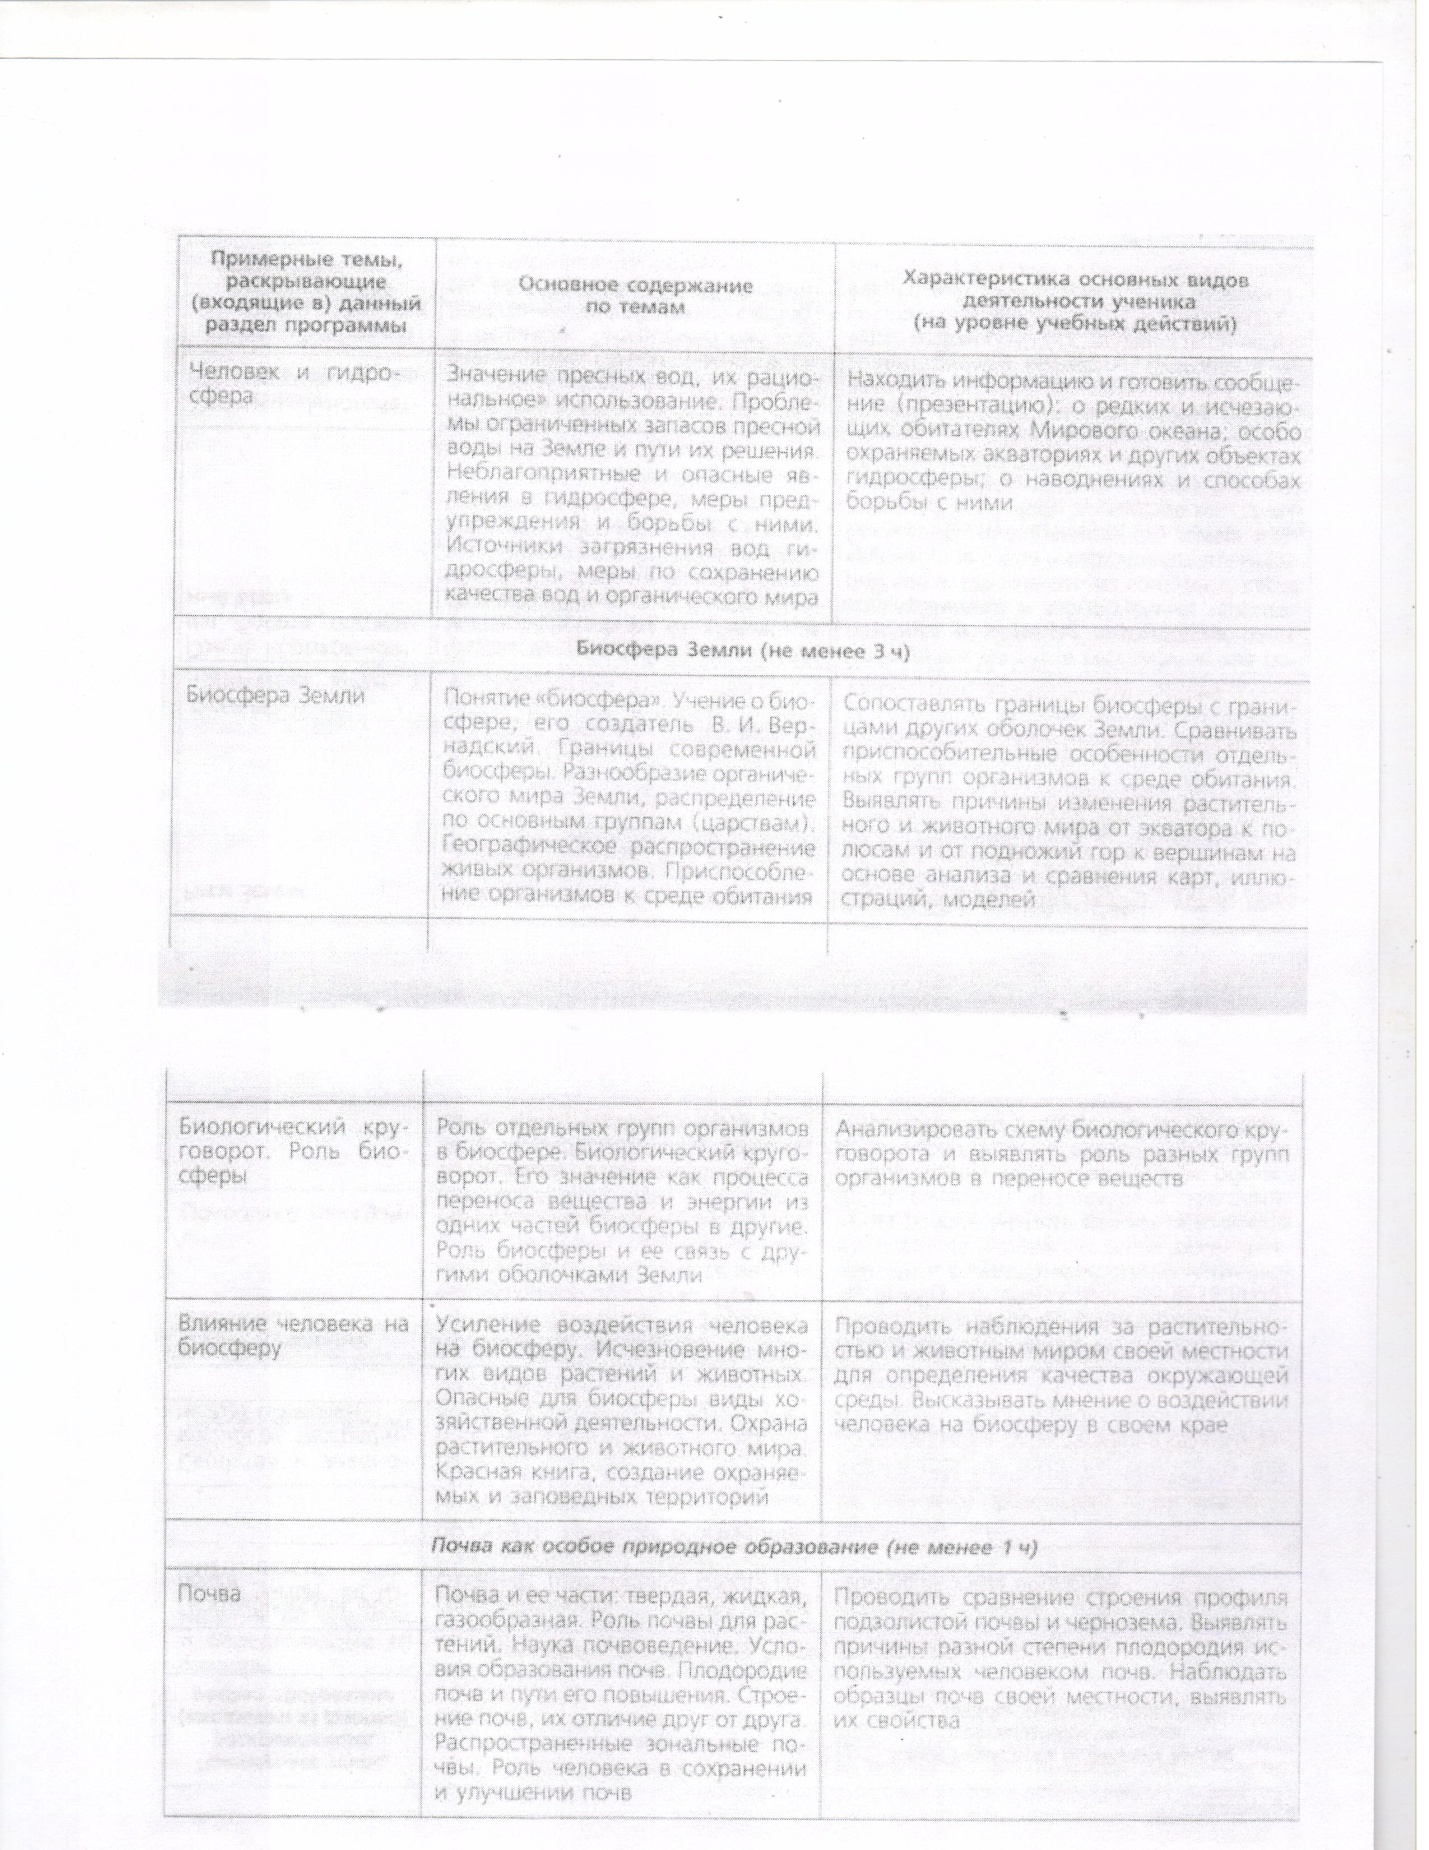 Примерные темы,
раскрывающие
(входящие в) данный
раздел программы
Основное содержание
по темам
Характеристика основных видов
деятельности ученика
(на уровне учебных действий)
Человек и гидро-
сфера
Значение пресных вод, их рацио-
нальное» использование. Пробле-
мы ограниченных запасов пресной
воды на Земле и пути их решения.
Неблагоприятные и опасные яв-
ления в гидросфере, меры пред-
упреждения и борьбы с ними.
Источники загрязнения вод ги-
дросферы, меры по сохранению
качества вод и органического мира
Находить информацию и готовить сообще-
ние (презентацию): о редких и исчезаю-
щих обитателях Мирового океана; особо
охраняемых акваториях и других объектах
гидросферы; о наводнениях и способах
борьбы с ними
Биосфера Земли (не менее 3 ч)
Биосфера Земли
Понятие «биосфера». Учение о био-
сфере, его создатель В. И. Вер-
надский. Границы современной
биосферы. Разнообразие органиче-
ского мира Земли, распределение
по основным группам (царствам).
Географическое распространение
живых организмов. Приспособле-
ние организмов к среде обитания
Сопоставлять границы биосферы с грани-
цами других оболочек Земли. Сравнивать
приспособительные особенности отдель-
ных групп организмов к среде обитания.
Выявлять причины изменения раститель-
ного и животного мира от экватора к по-
люсам и от подножий гор к вершинам на
основе анализа и сравнения карт, иллю-
страций, моделей
Биологический кру-
говорот. Роль био-
сферы
Роль отдельных групп организмов
в биосфере. Биологический круго-
ворот. Его значение как процесса
переноса вещества и энергии из
одних частей биосферы в другие.
Роль биосферы и ее связь с дру-
гими оболочками Земли
Анализировать схему биологического кру-
говорота и выявлять роль разных групп
организмов в переносе веществ
Влияние человека на
биосферу
Усиление воздействия человека
на биосферу. Исчезновение мно-
гих видов растений и животных.
Опасные для биосферы виды хо-
зяйственной деятельности. Охрана
растительного и животного мира.
Красная книга, создание охраняе-
мых и заповедных территорий
Проводить наблюдения за растительно-
стью и животным миром своей местности
для определения качества окружающей
среды. Высказывать мнение о воздействии
человека на биосферу в своем крае
Почва как особое природное образование (не менее 1 ч)
Почва
Почва и ее части: твердая, жидкая,
газообразная. Роль почвы для рас-
тений. Наука почвоведение. Усло-
вия образования почв. Плодородие
почв и пути его повышения. Строе-
ние почв, их отличие друг от друга.
Распространенные зональные по-
чвы. Роль человека в сохранении
и улучшении почв
Проводить сравнение строения профиля
подзолистой почвы и чернозема. Выявлять
причины разной степени плодородия ис-
пользуемых человеком почв. Наблюдать
образцы почв своей местности, выявлять
их свойства